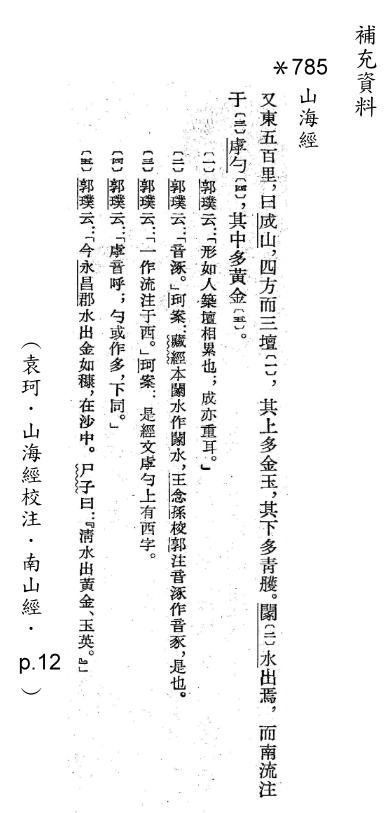 補充資料
＊785 山海經
又東五百里，曰成山，四方而三壇〔一〕，其上多金玉，其下多青雘。閡〔二〕水出焉，而南流注
于〔三〕虖勺〔四〕，其中多黃金〔五〕。
〔一〕郭璞云：「形如人築壇相累也；成亦重耳。」
〔二〕郭璞云：「音涿。」珂案：藏經本閡水作閡水，王念孫校郭注音涿作音豕，是也。
〔三〕郭璞云：「一作流注于西。」珂案：是經文虖勺上有西字。
〔四〕郭璞云：「虖音呼；勺或作多，下同。」
〔五〕郭璞云：「今永昌郡水出金如糠，在沙中。尸子曰：『清水出黃金、玉英。』」
（袁珂．山海經校注．南山經．p.12）